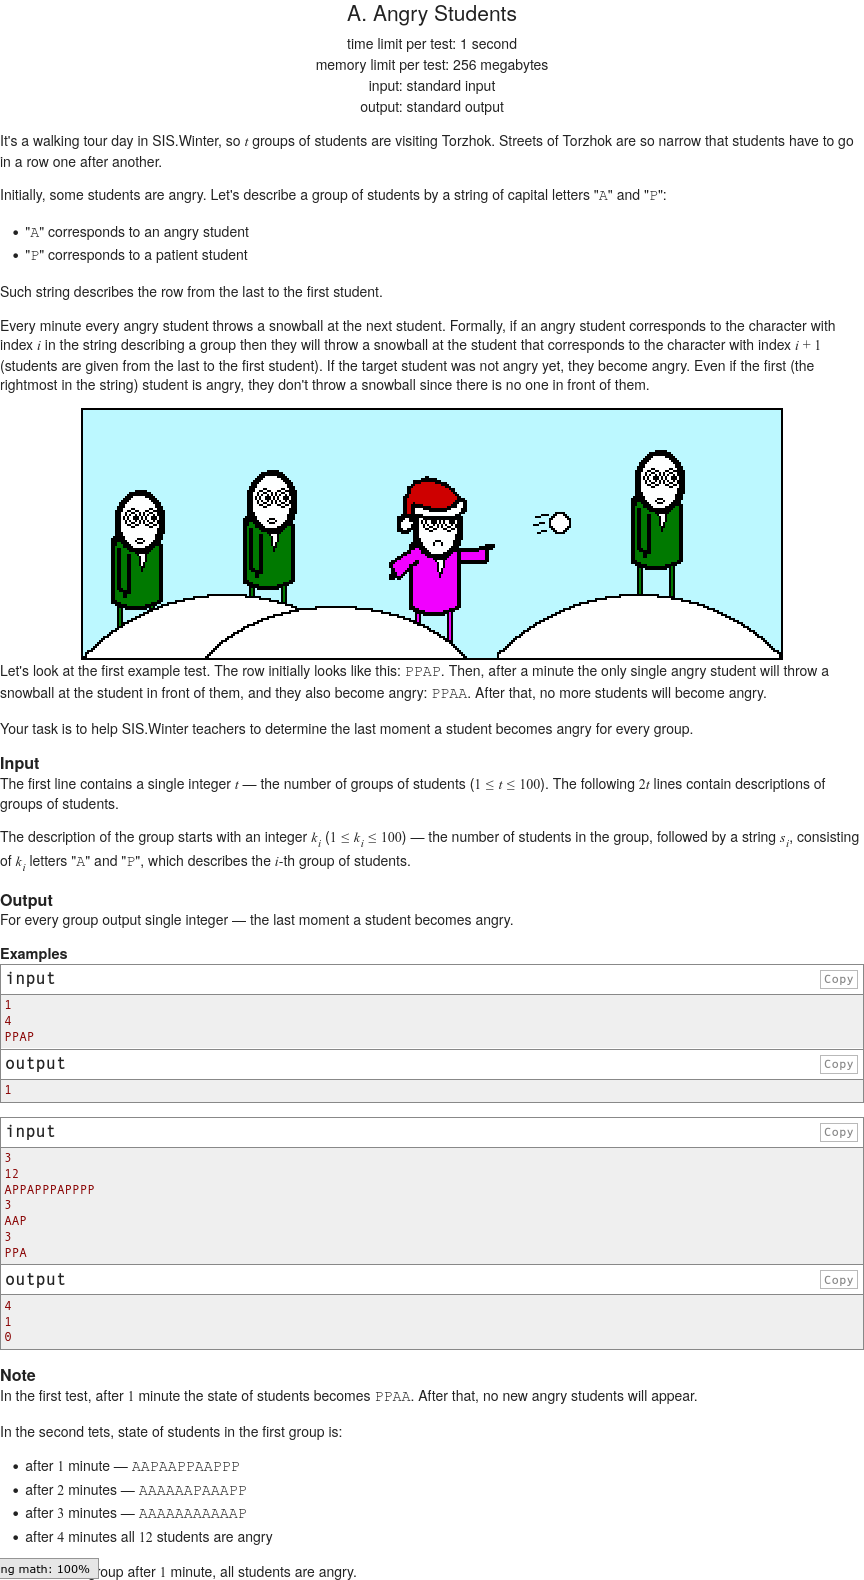 A. Angry Students
time limit per test: 1 second
memory limit per test: 256 megabytes
input: standard input
output: standard output
It's a walking tour day in SIS.Winter, so t groups of students are visiting Torzhok. Streets of Torzhok are so narrow that students have to go
in a row one after another.
Initially, some students are angry. Let's describe a group of students by a string of capital letters "A" and "P":
• "A" corresponds to an angry student
• "P" corresponds to a patient student
Such string describes the row from the last to the first student.
Every minute every angry student throws a snowball at the next student. Formally, if an angry student corresponds to the character with
index i in the string describing a group then they will throw a snowball at the student that corresponds to the character with index i + 1
(students are given from the last to the first student). If the target student was not angry yet, they become angry. Even if the first (the
rightmost in the string) student is angry, they don't throw a snowball since there is no one in front of them.
Let's look at the first example test. The row initially looks like this: PPAP. Then, after a minute the only single angry student will throw a
snowball at the student in front of them, and they also become angry: PPAA. After that, no more students will become angry.
Your task is to help SIS.Winter teachers to determine the last moment a student becomes angry for every group.
Input
The first line contains a single integer t — the number of groups of students (1 ≤ t ≤ 100). The following 2t lines contain descriptions of
groups of students.
The description of the group starts with an integer k_i (1 ≤ k_i ≤ 100) — the number of students in the group, followed by a string s_i, consisting
of k_i letters "A" and "P", which describes the i-th group of students.
Output
For every group output single integer — the last moment a student becomes angry.
Examples
input Copy
1
4
PPAP
output Copy
1
input Copy
3
12
APPAPPPAPPPP
3
AAP
3
PPA
output Copy
4
1
0
Note
In the first test, after 1 minute the state of students becomes PPAA. After that, no new angry students will appear.
In the second tets, state of students in the first group is:
• after 1 minute — AAPAAPPAAPPP
• after 2 minutes — AAAAAAPAAAPP
• after 3 minutes — AAAAAAAAAAAP
• after 4 minutes all 12 students are angry
ng math: 100% group after 1 minute, all students are angry.